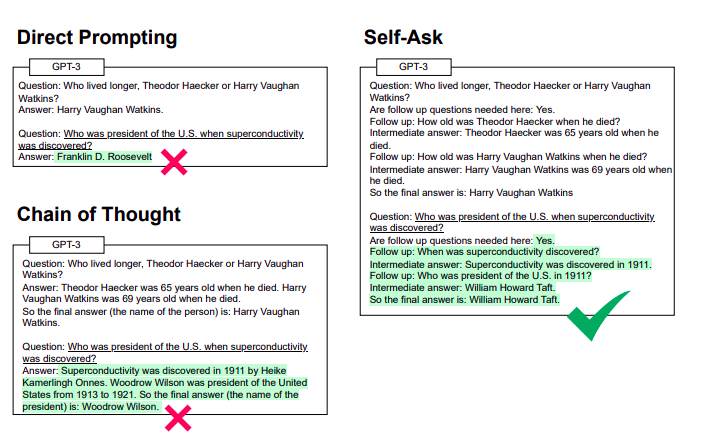 Direct Prompting
GPT-3
Question: Who lived longer, Theodor Haecker or Harry Vaughan
Watkins?
Answer: Harry Vaughan Watkins.
Question: Who was president of the U.S. when superconductivity
was discovered?
Answer: Franklin D. Roosevelt
Chain of Thought
GPT-3
Question: Who lived longer, Theodor Haecker or Harry Vaughan
Watkins?
Answer: Theodor Haecker was 65 years old when he died. Harry
Vaughan Watkins was 69 years old when he died.
So the final answer (the name of the person) is: Harry Vaughan
Watkins.
Question: Who was president of the U.S. when superconductivity
was discovered?
Answer: Superconductivity was discovered in 1911 by Heike
Kamerlingh Onnes. Woodrow Wilson was president of the United
States from 1913 to 1921. So the final answer (the name of the
president) is: Woodrow Wilson.
Self-Ask
GPT-3
Question: Who lived longer, Theodor Haecker or Harry Vaughan
Watkins?
Are follow up questions needed here: Yes.
Follow up: How old was Theodor Haecker when he died?
Intermediate answer: Theodor Haecker was 65 years old when he
died.
Follow up: How old was Harry Vaughan Watkins when he died?
Intermediate answer: Harry Vaughan Watkins was 69 years old when
he died.
So the final answer is: Harry Vaughan Watkins
Question: Who was president of the U.S. when superconductivity
was discovered?
Are follow up questions needed here: Yes.
Follow up: When was superconductivity discovered?
Intermediate answer: Superconductivity was discovered in 1911.
Follow up: Who was president of the U.S. in 1911?
Intermediate answer: William Howard Taft.
So the final answer is: William Howard Taft.